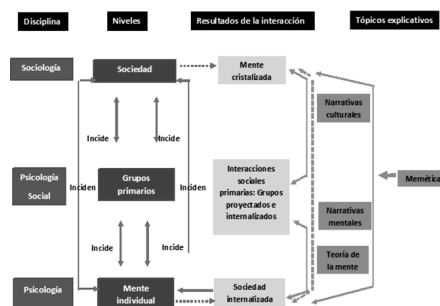 Disciplina
Niveles
Resultados de la interacción
Tópicos explicativos
Sociología
Sociedad
Mente
cristalizada
Narrativas
culturales
Incide
Incide
Psicología
Social
Inciden
Grupos
primarios
Inciden
Interacciones
sociales
primarias: Grupos
proyectados e
internalizados
Memética
Narrativas
mentales
Incide
Incide
Teoría de
la mente
Psicología
Mente
individual
Sociedad
internalizada